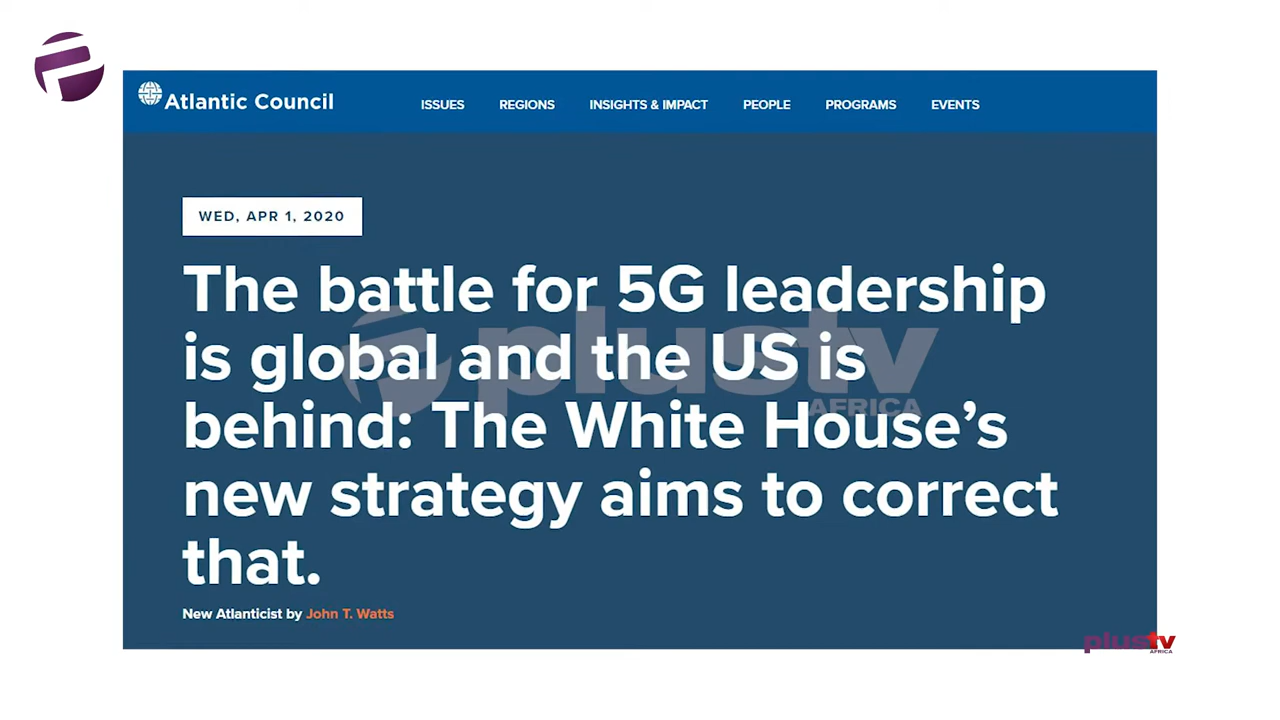 Atlantic Council
ISSUES REGIONS INSIGHTS & IMPACT PEOPLE PROGRAMS EVENTS
WED, APR 1, 2020
The battle for 5G leadership
is global and the US is
behind: The White House’s
new strategy aims to correct
that.
New Atlanticist by John T. Watts
plustv
AFRICA
plustv
AFRICA